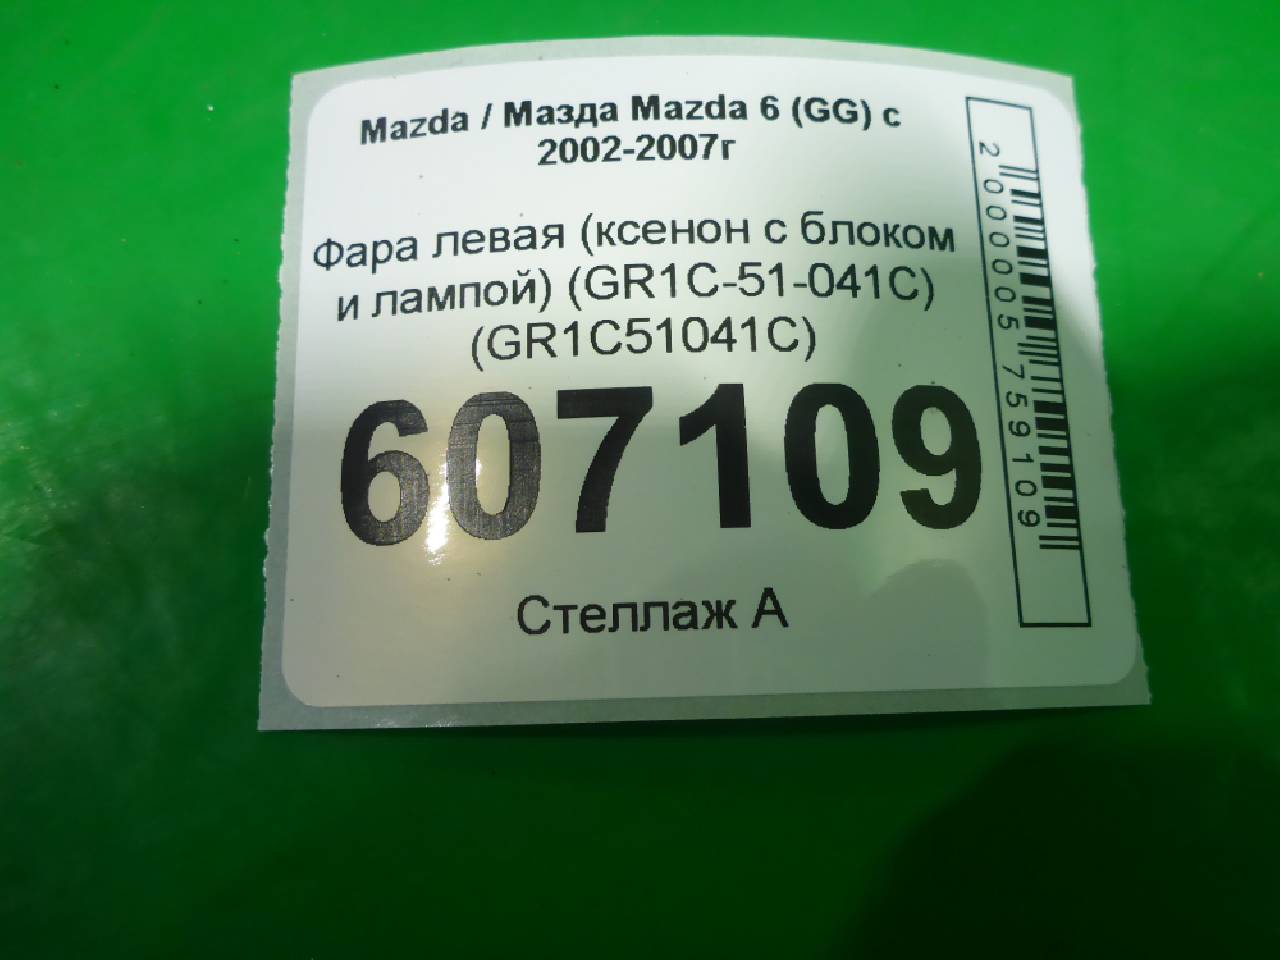 Mazda / Мазда Mazda 6 (GG) с
2002-2007г
Фара левая (ксенон с блоком
и лампой) (GR1C-51-041C)
(GR1C51041C)
607109
Стеллаж А
2000005759109